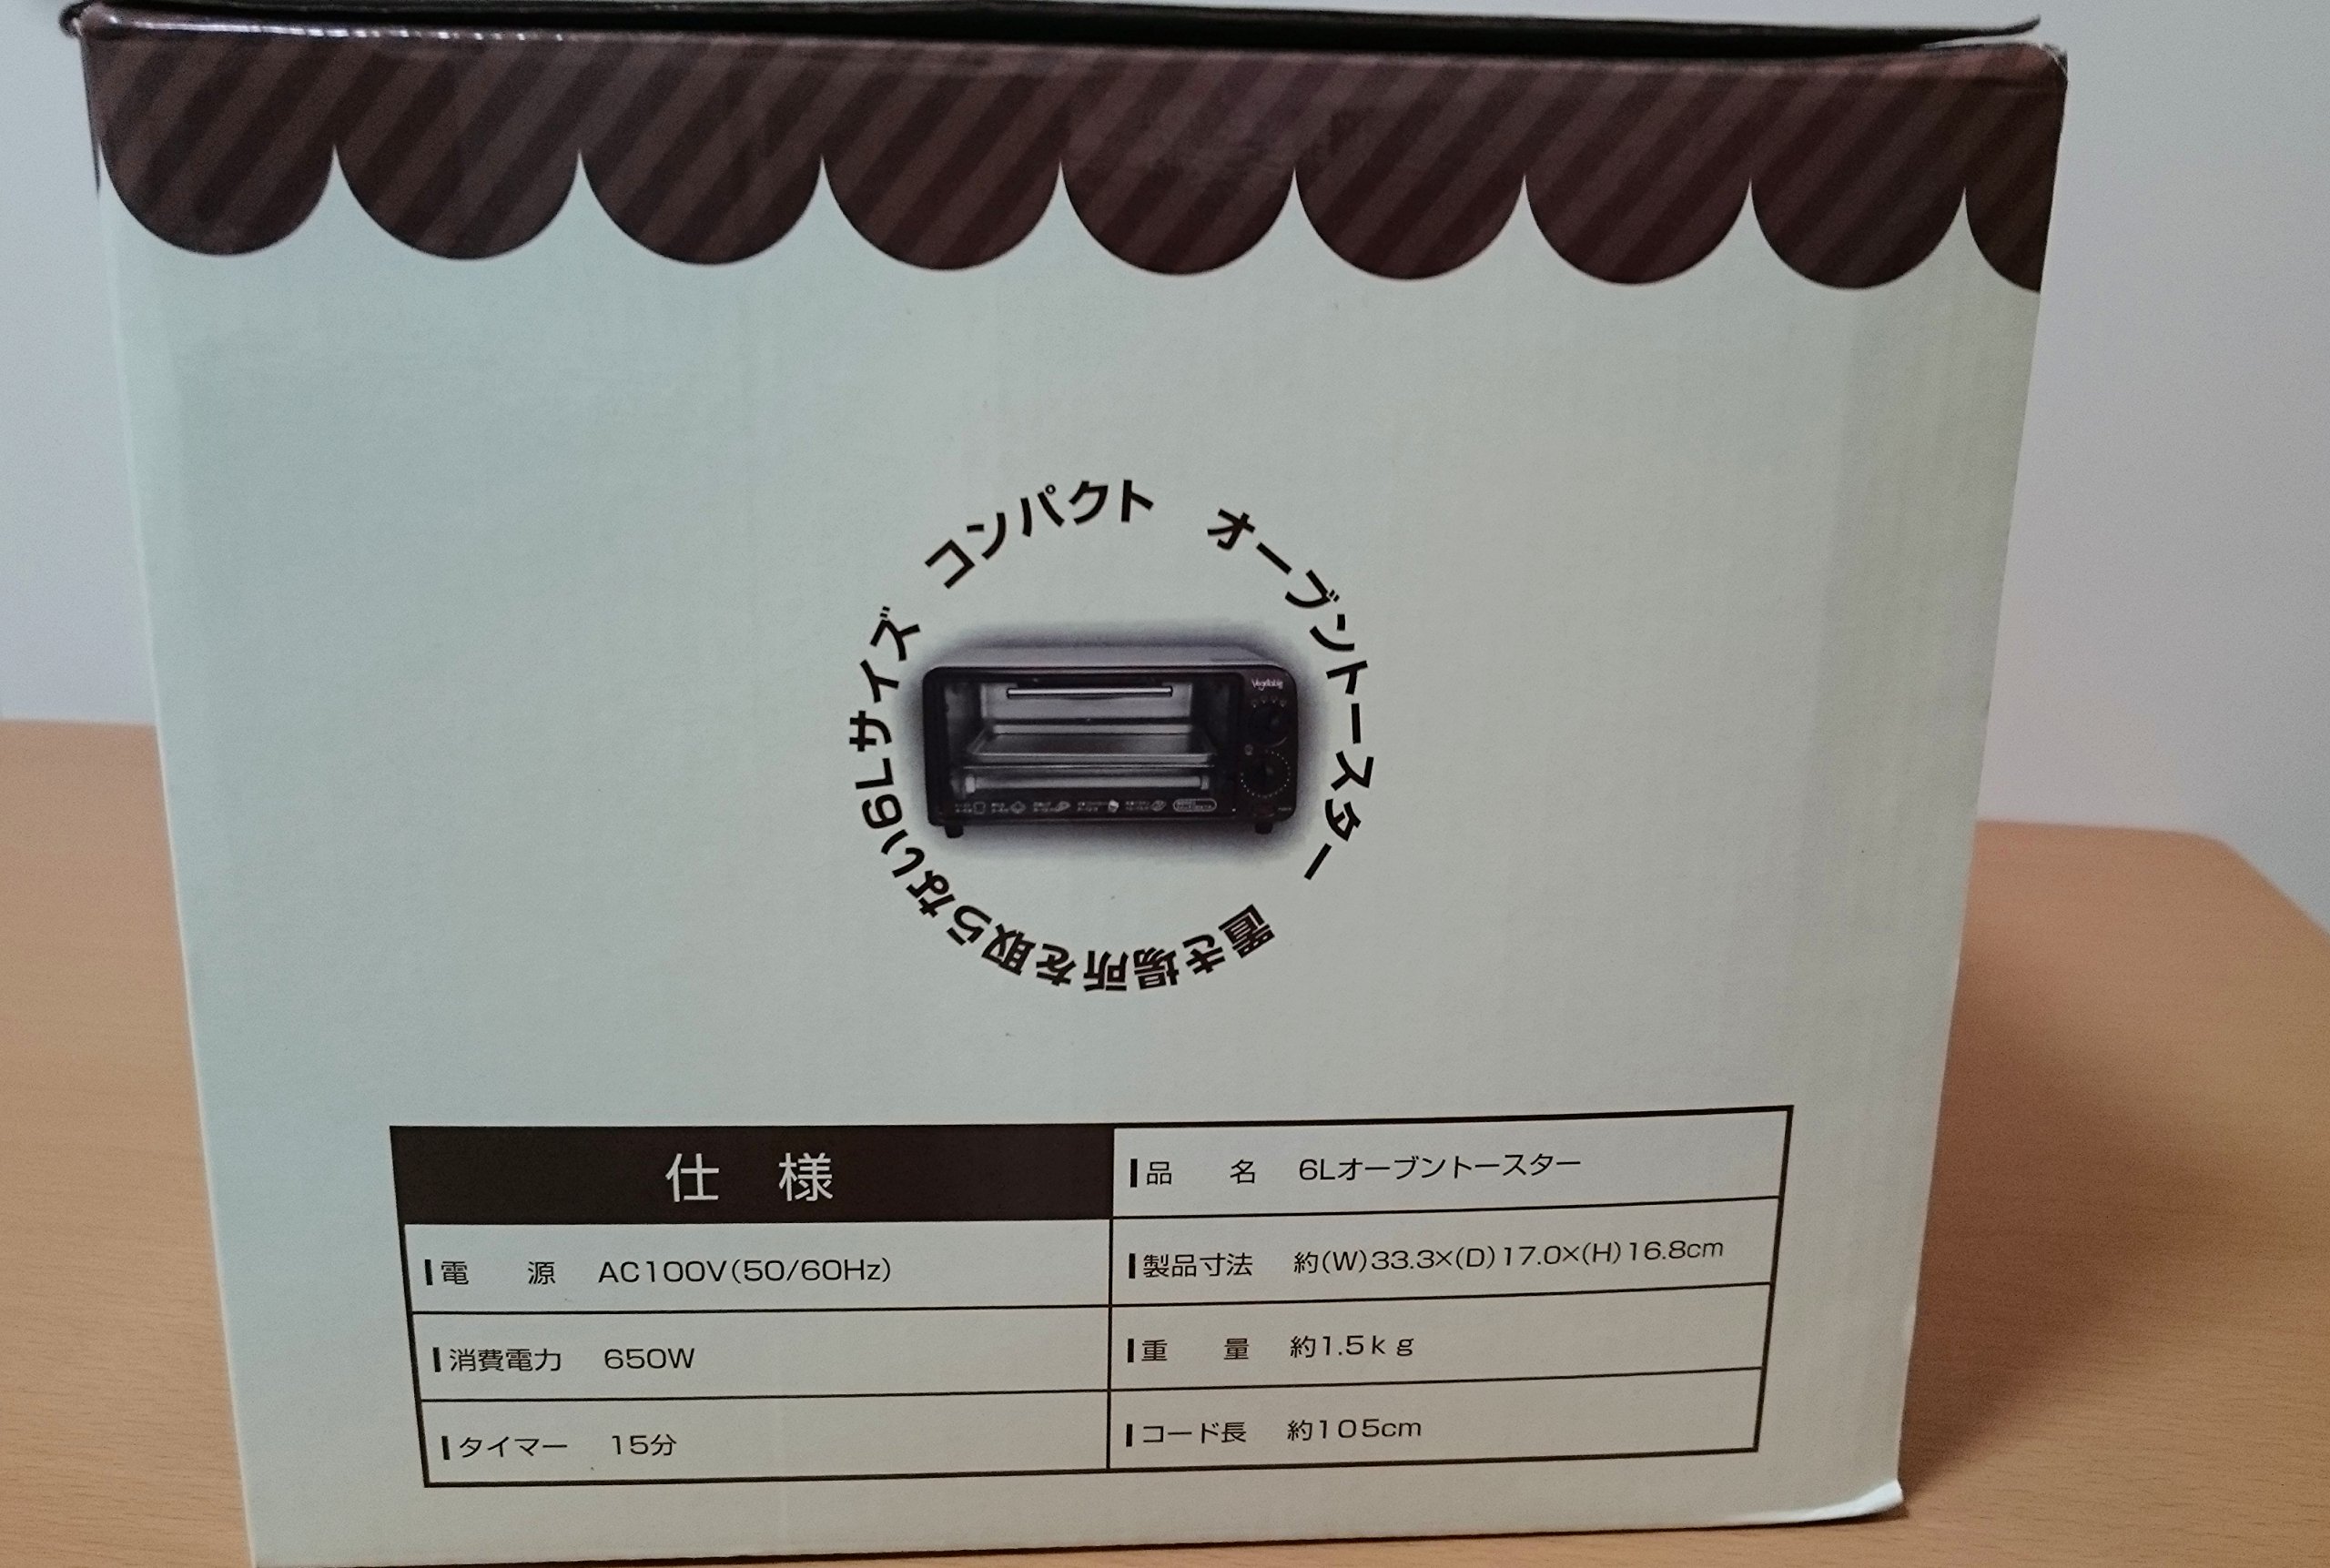 コンパクト オーブントースター 置き場所を取らない6Lサイズ
Vegetable
仕様
品名 6Lオーブントースター
電源 AC100V(50/60Hz)
製品寸法 約(W)33.3×(D)17.0×(H)16.8cm
消費電力 650W
重量 約1.5kg
タイマー 15分
コード長 約105cm